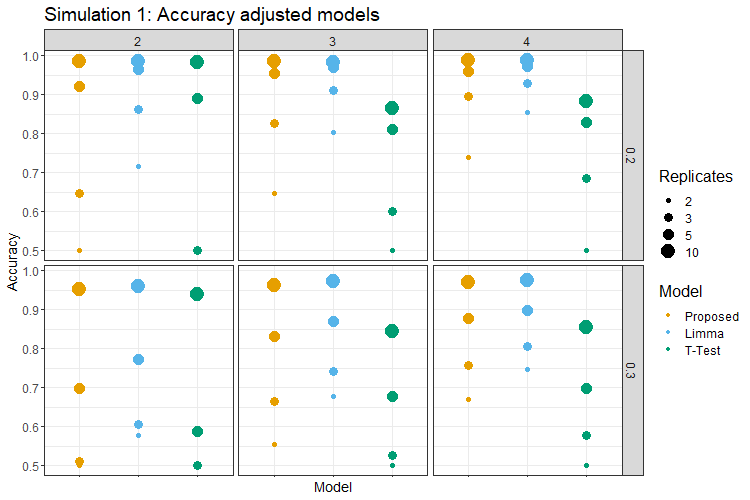 Simulation 1: Accuracy adjusted models
2 3 4
1.0
0.9
0.8
0.7
0.6
0.5
0.2
1.0
0.9
0.8
0.7
0.6
0.5
0.3
Accuracy
Model
Replicates
2
3
5
10
Model
Proposed
Limma
T-Test